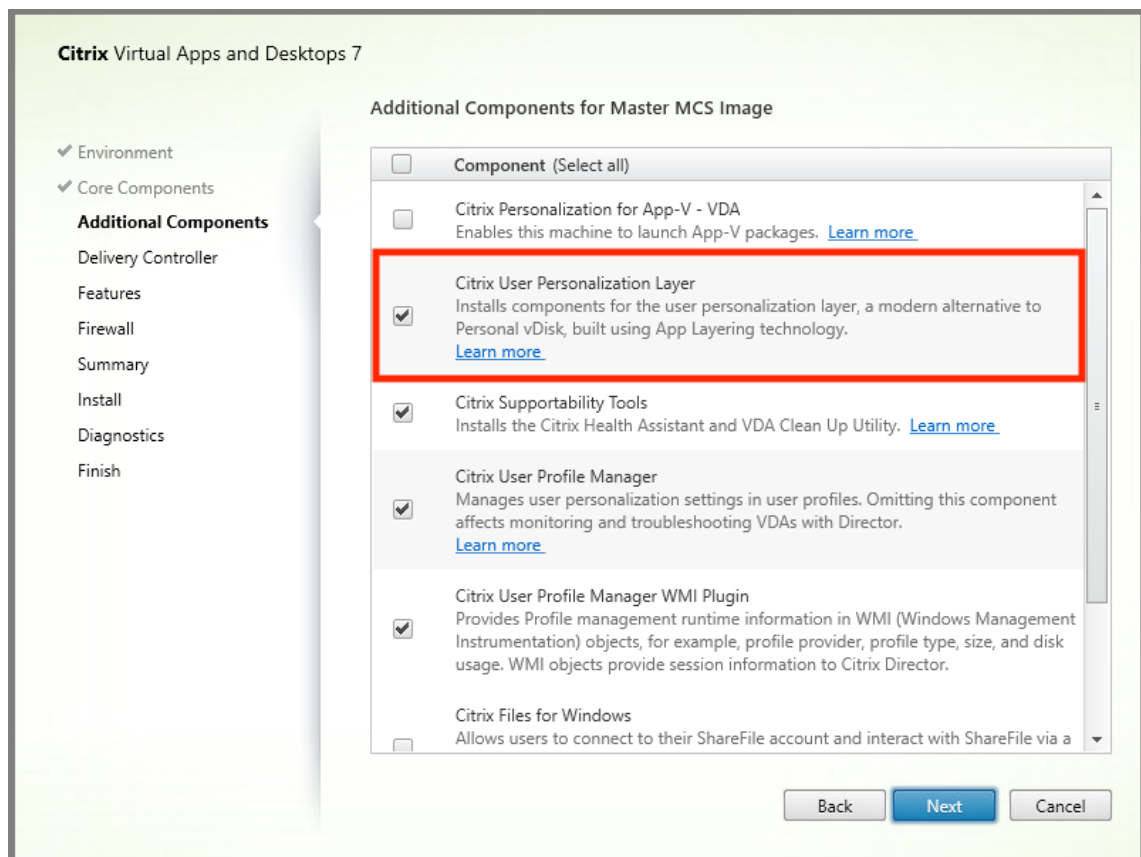 Citrix Virtual Apps and Desktops 7
Additional Components for Master MCS Image
Environment
Core Components
Additional Components
Delivery Controller
Features
Firewall
Summary
Install
Diagnostics
Finish
Component (Select all)
Citrix Personalization for App-V - VDA
Enables this machine to launch App-V packages. Learn more
Citrix User Personalization Layer
Installs components for the user personalization layer, a modern alternative to
Personal vDisk, built using App Layering technology.
Learn more
Citrix Supportability Tools
Installs the Citrix Health Assistant and VDA Clean Up Utility. Learn more
Citrix User Profile Manager
Manages user personalization settings in user profiles. Omitting this component
affects monitoring and troubleshooting VDAs with Director.
Learn more
Citrix User Profile Manager WMI Plugin
Provides Profile management runtime information in WMI (Windows Management
Instrumentation) objects, for example, profile provider, profile type, size, and disk
usage. WMI objects provide session information to Citrix Director.
Citrix Files for Windows
Allows users to connect to their ShareFile account and interact with ShareFile via a
Back
Next
Cancel